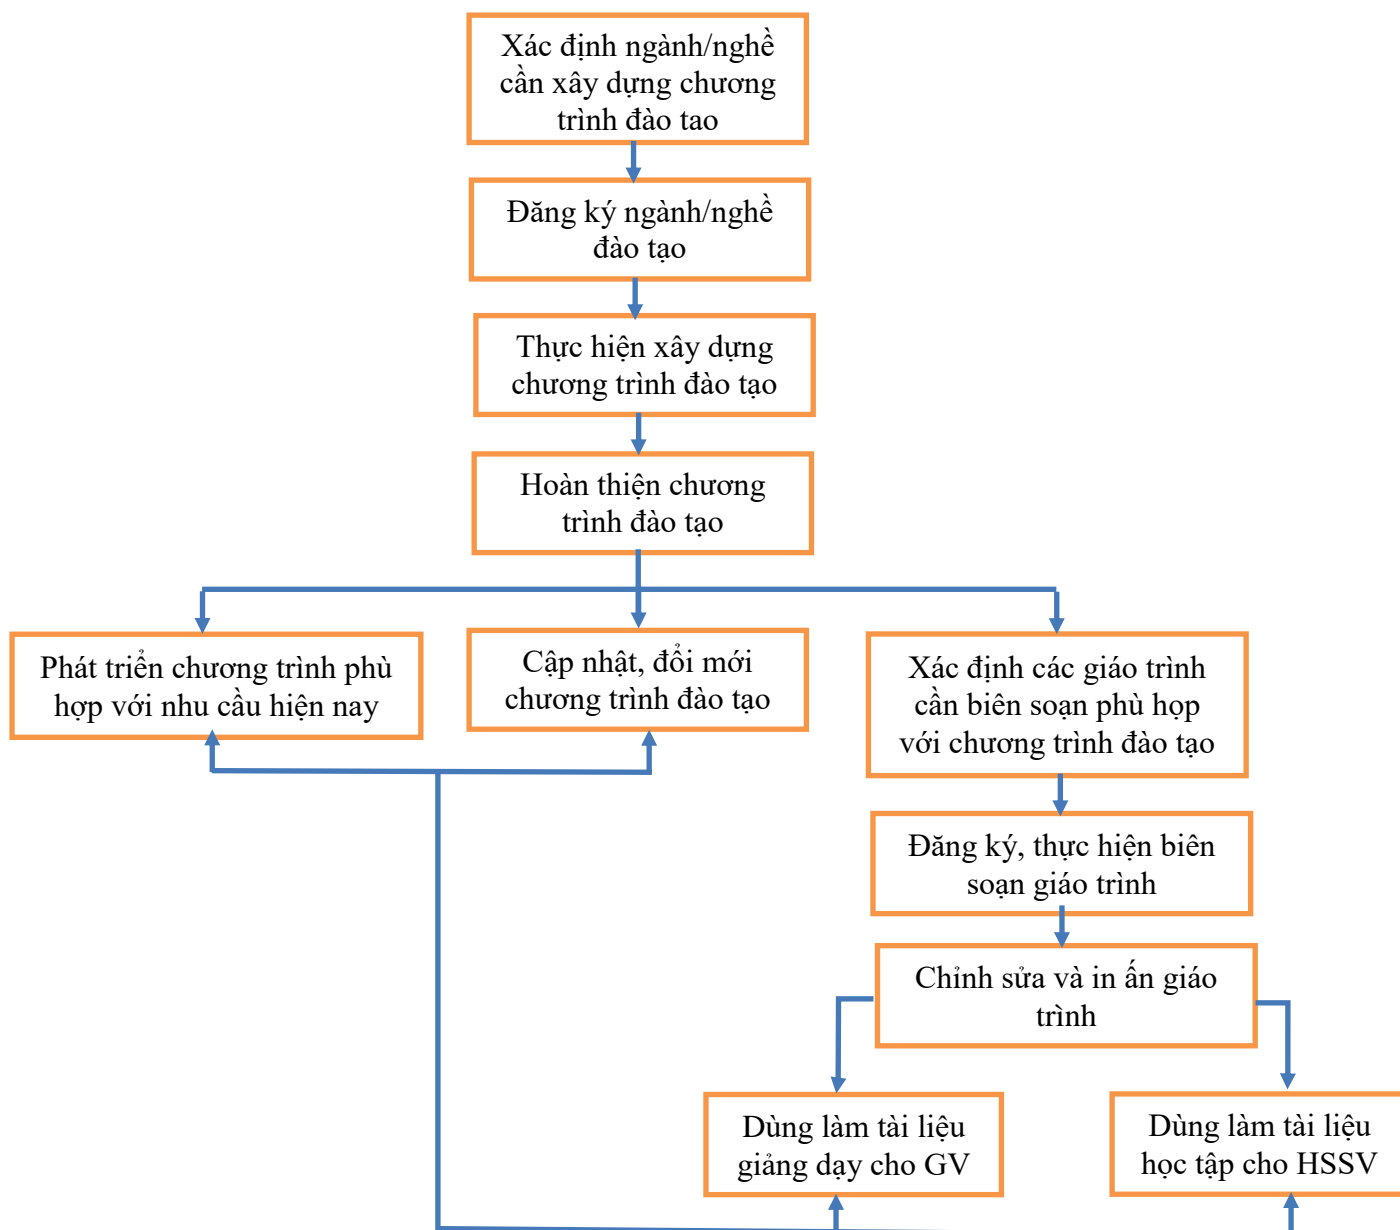 Xác định ngành/nghề
cần xây dựng chương
trình đào tao
Đăng ký ngành/nghề
đào tạo
Thực hiện xây dựng
chương trình đào tạo
Hoàn thiện chương
trình đào tạo
Phát triển chương trình phù
hợp với nhu cầu hiện nay
Cập nhật, đổi mới
chương trình đào tạo
Xác định các giáo trình
cần biên soạn phù họp
với chương trình đào tạo
Đăng ký, thực hiện biên
soạn giáo trình
Chỉnh sửa và in ấn giáo
trình
Dùng làm tài liệu
giảng dạy cho GV
Dùng làm tài liệu
học tập cho HSSV